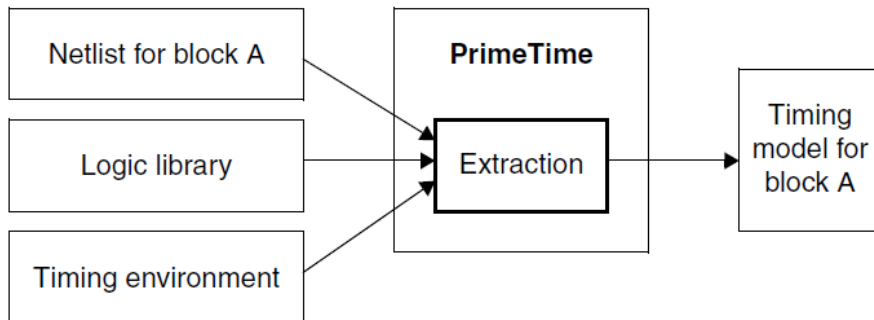 Netlist for block A
Logic library
Timing environment
PrimeTime
Extraction
Timing
model for
block A